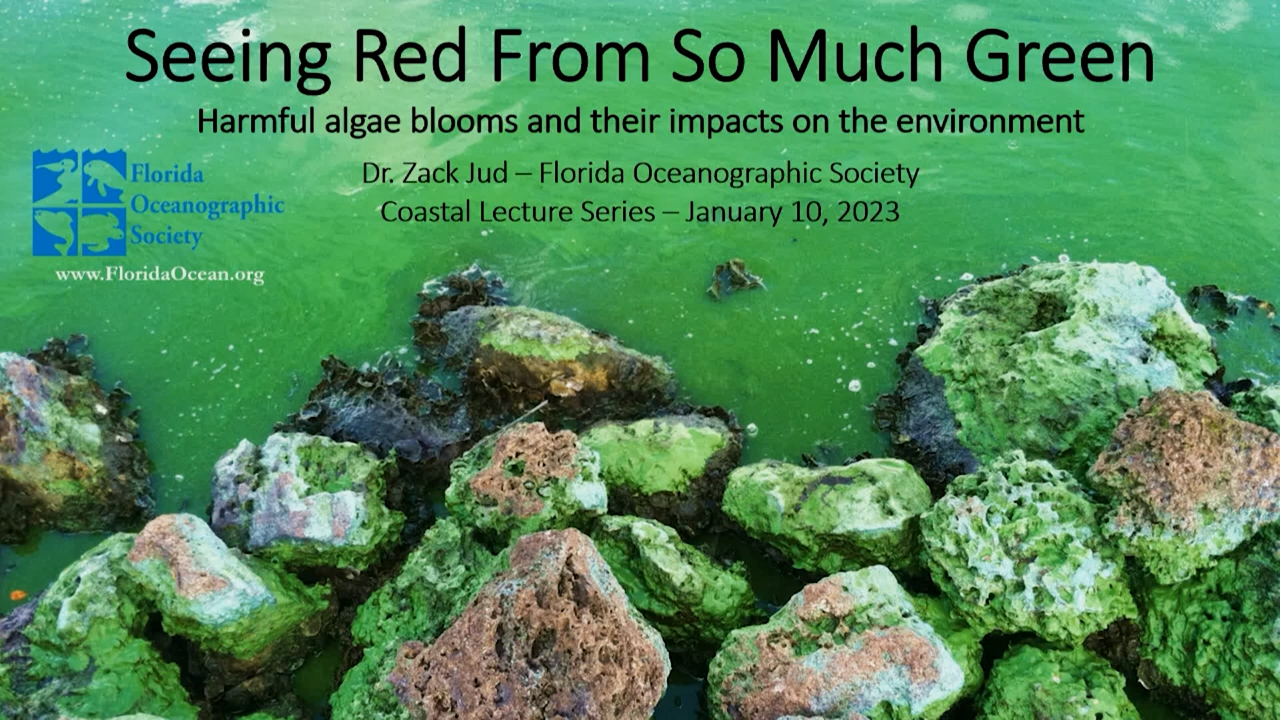 Seeing Red From So Much Green
Harmful algae blooms and their impacts on the environment
Dr. Zack Jud – Florida Oceanographic Society
Coastal Lecture Series – January 10, 2023
Florida
Oceanographic
Society
www.FloridaOcean.org